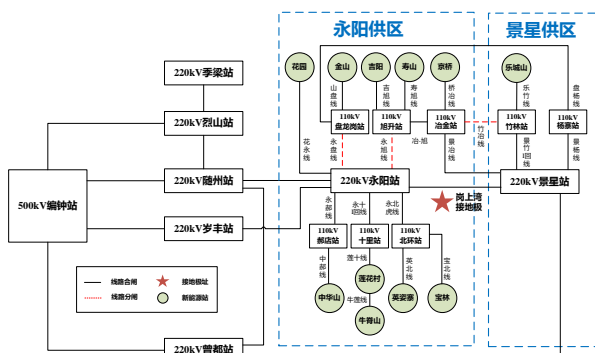 永阳供区
景星供区
花园
金山
吉阳
寿山
京桥
乐城山
山盘线
吉旭线
寿旭线
桥冶线
乐竹线
盘杨线
220kV季梁站
220kV烈山站
220kV随州站
220kV岁丰站
220kV曾都站
500kV编钟站
110kV
盘龙岗站
110kV
旭升站
110kV
冶金站
110kV
竹林站
110kV
杨寨站
冶·旭
竹冶线
花永线
永盘线
永旭线
景冶线
景竹I回线
景杨线
220kV永阳站
220kV景星站
岗上湾
接地极
永郝线
永十I回线
永北虎线
110kV
郝店站
110kV
十里站
110kV
北环站
中郝线
莲十线
英北线
宝北线
莲花村
牛莲线
中华山
牛脊山
英姿寨
宝林
线路合闸
接地极址
线路分闸
新能源站